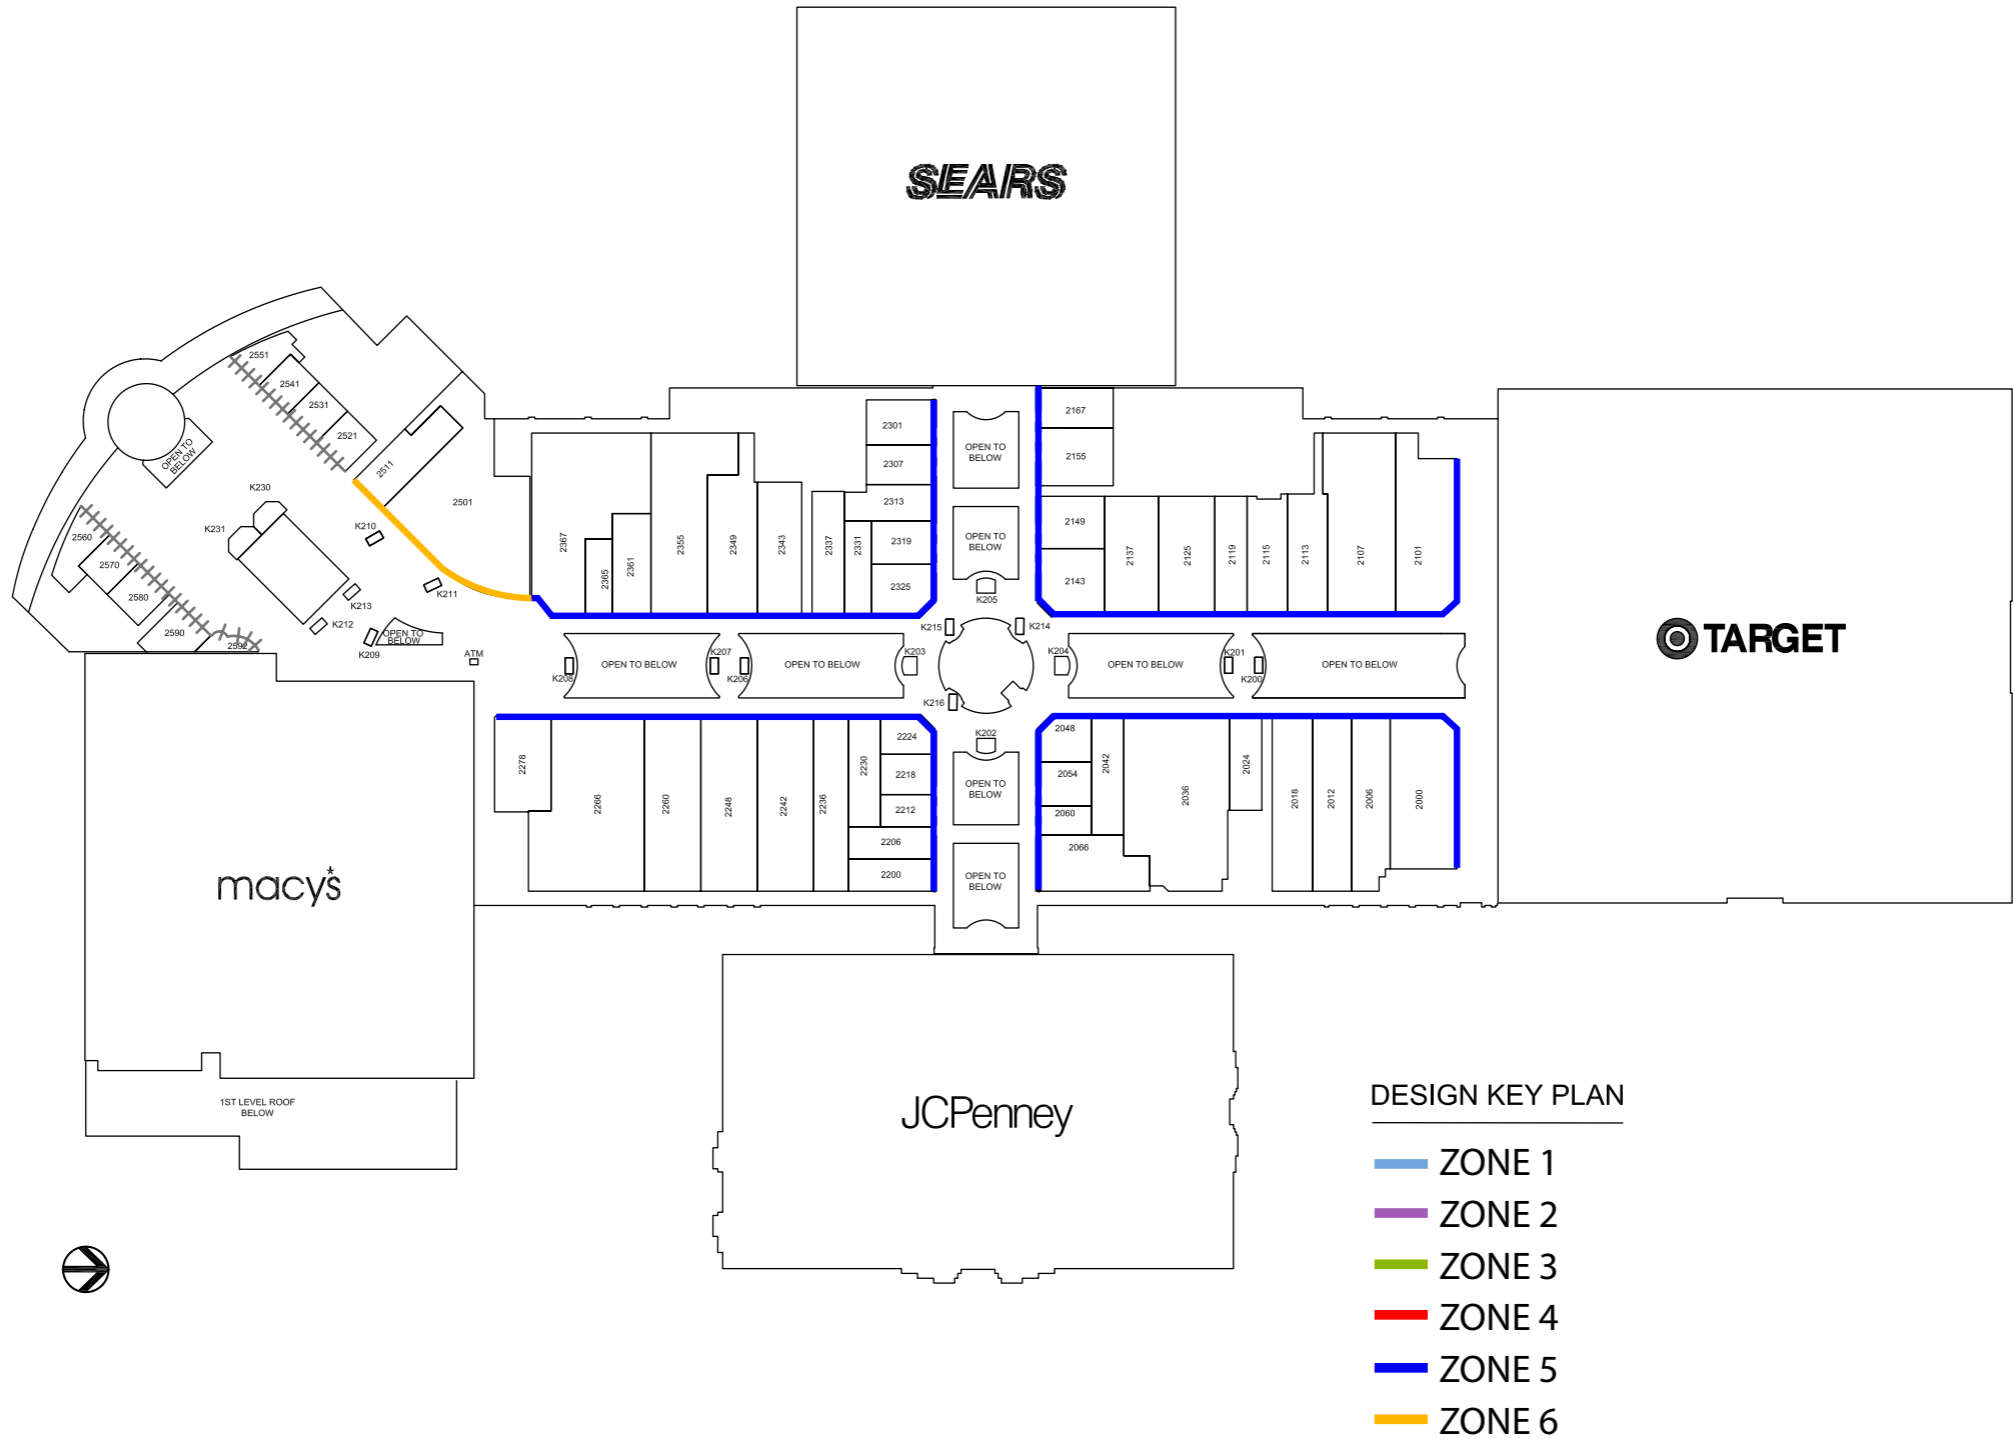 SEARS
2551
2541
2531
2521
2511
2501
OPEN TO
BELOW
K230
K231
K210
K211
K213
K212
K209
2560
2570
2580
2590
2592
OPEN TO
BELOW
ATM
2367
2365
2361
2355
2349
2343
2337
2331
2301
2307
2313
2319
2325
OPEN TO
BELOW
OPEN TO
BELOW
K205
2167
2155
2149
2143
2137
2125
2119
2115
2113
2107
2101
K215
K214
K208
OPEN TO BELOW
K207
K206
OPEN TO BELOW
K203
K204
OPEN TO BELOW
K201
K200
OPEN TO BELOW
K216
K202
TARGET
2278
2266
2260
2248
2242
2236
2230
2224
2218
2212
2206
2200
OPEN TO
BELOW
OPEN TO
BELOW
2048
2054
2060
2066
2042
2036
2024
2018
2012
2006
2000
macy's
1ST LEVEL ROOF
BELOW
JCPenney
DESIGN KEY PLAN
ZONE 1
ZONE 2
ZONE 3
ZONE 4
ZONE 5
ZONE 6